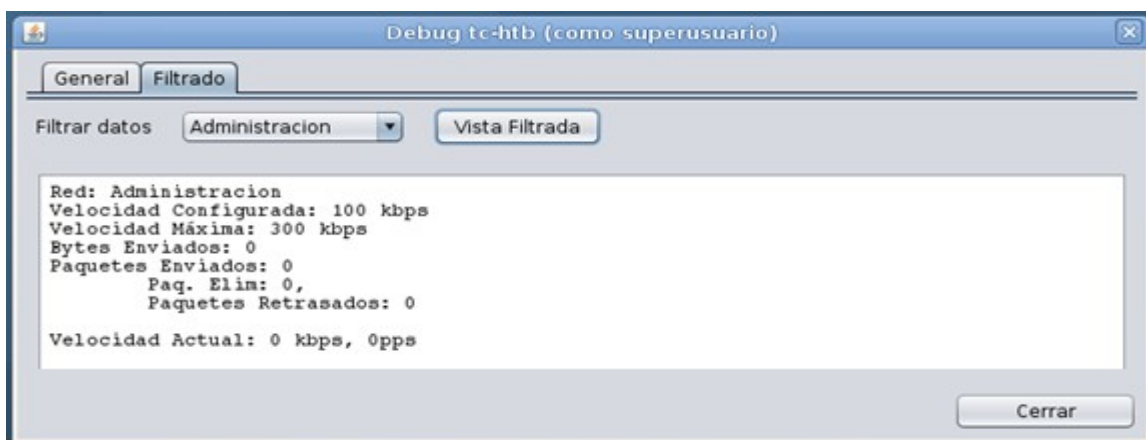 Debug tc-htb (como superusuario)
General Filtrado
Filtrar datos Administracion Vista Filtrada
Red: Administracion
Velocidad Configurada: 100 kbps
Velocidad Máxima: 300 kbps
Bytes Enviados: 0
Paquetes Enviados: 0
Paq. Elim: 0,
Paquetes Retrasados: 0
Velocidad Actual: 0 kbps, 0pps
Cerrar